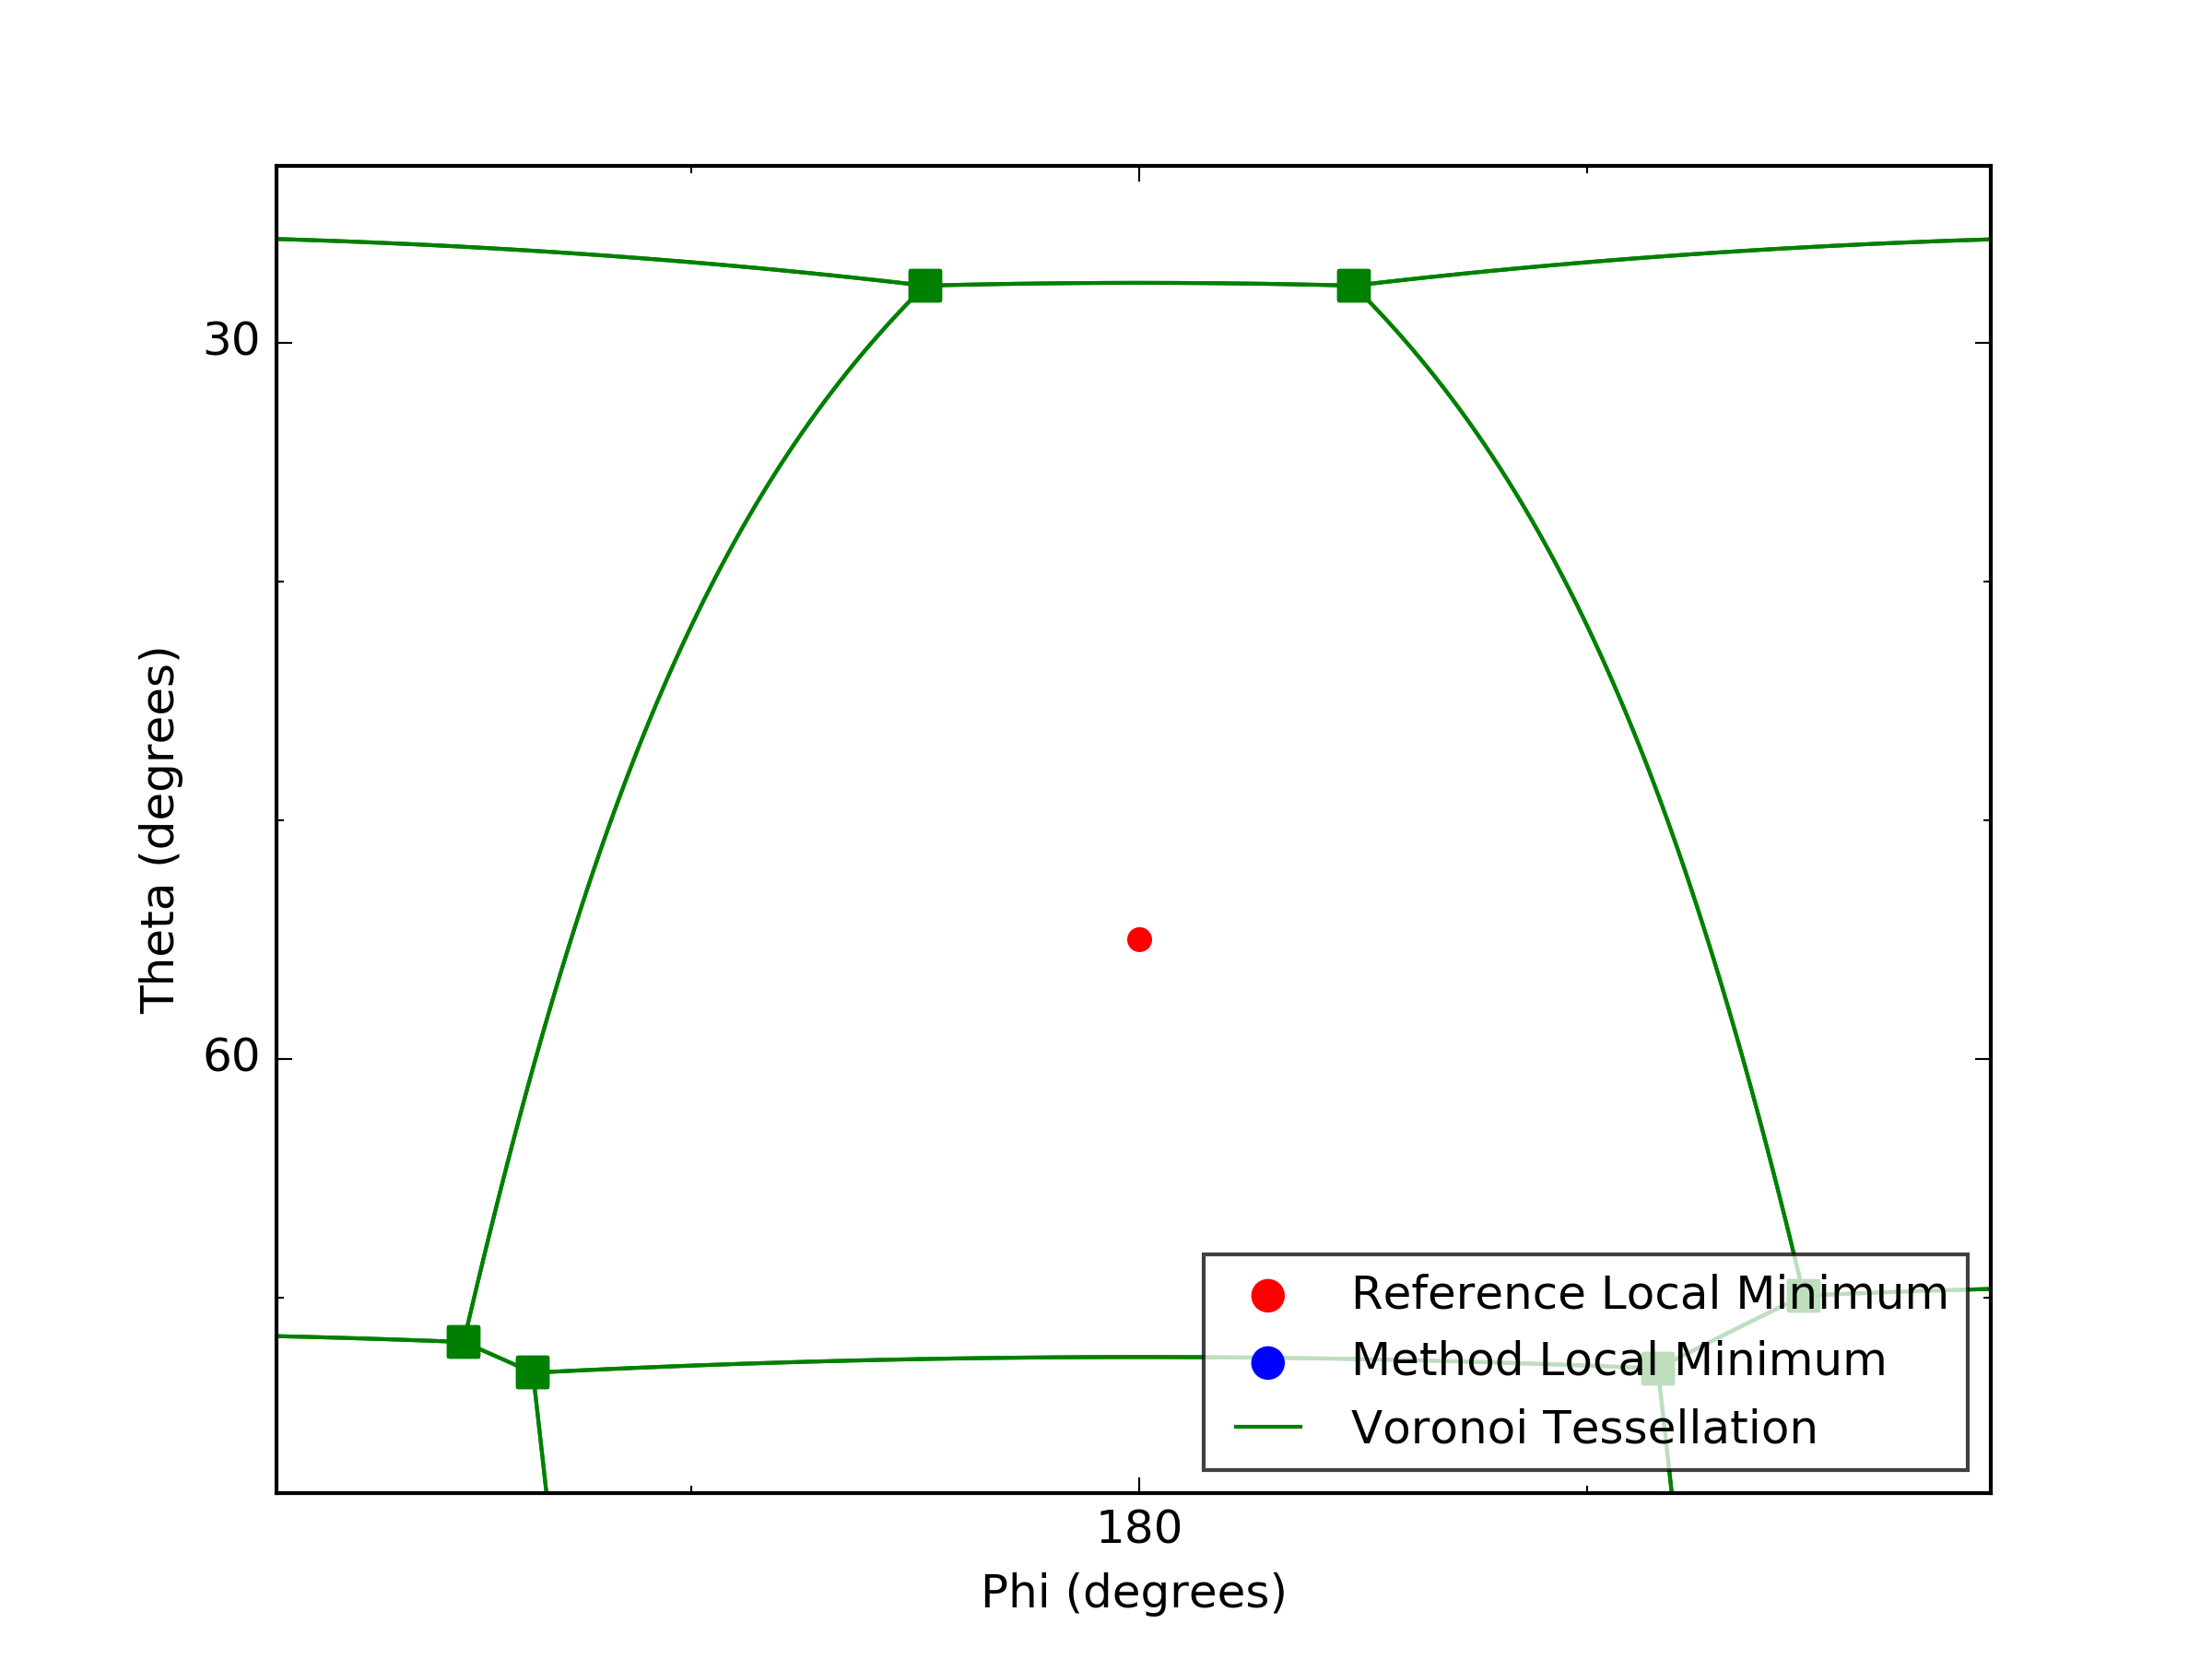 30
Theta (degrees)
60
Reference Local Minimum
Method Local Minimum
Voronoi Tessellation
180
Phi (degrees)